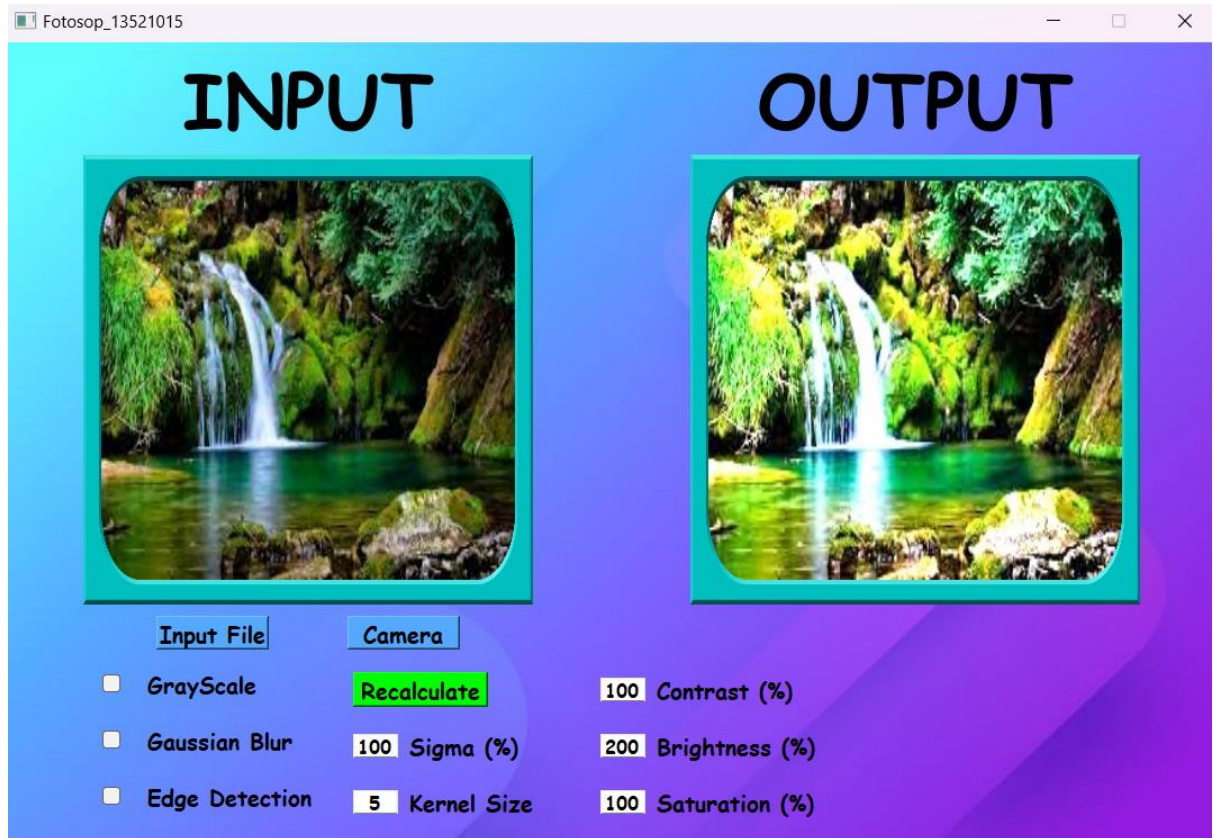 Fotosop_13521015
INPUT OUTPUT
Input File Camera
GrayScale Recalculate 100 Contrast (%)
Gaussian Blur 100 Sigma (%) 200 Brightness (%)
Edge Detection 5 Kernel Size 100 Saturation (%)